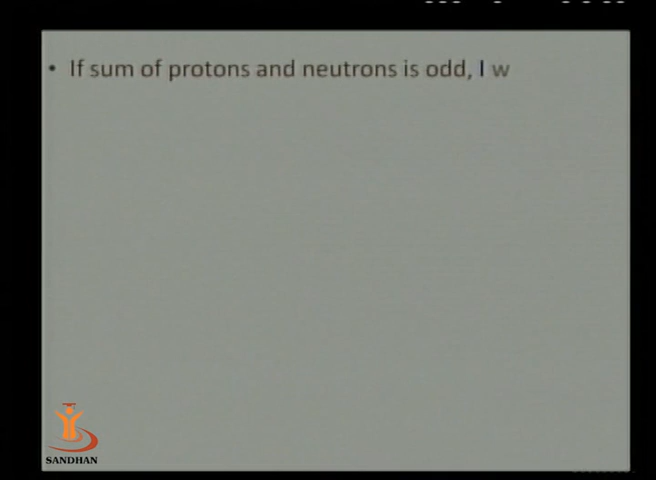 • If sum of protons and neutrons is odd, I w
SANDHAN